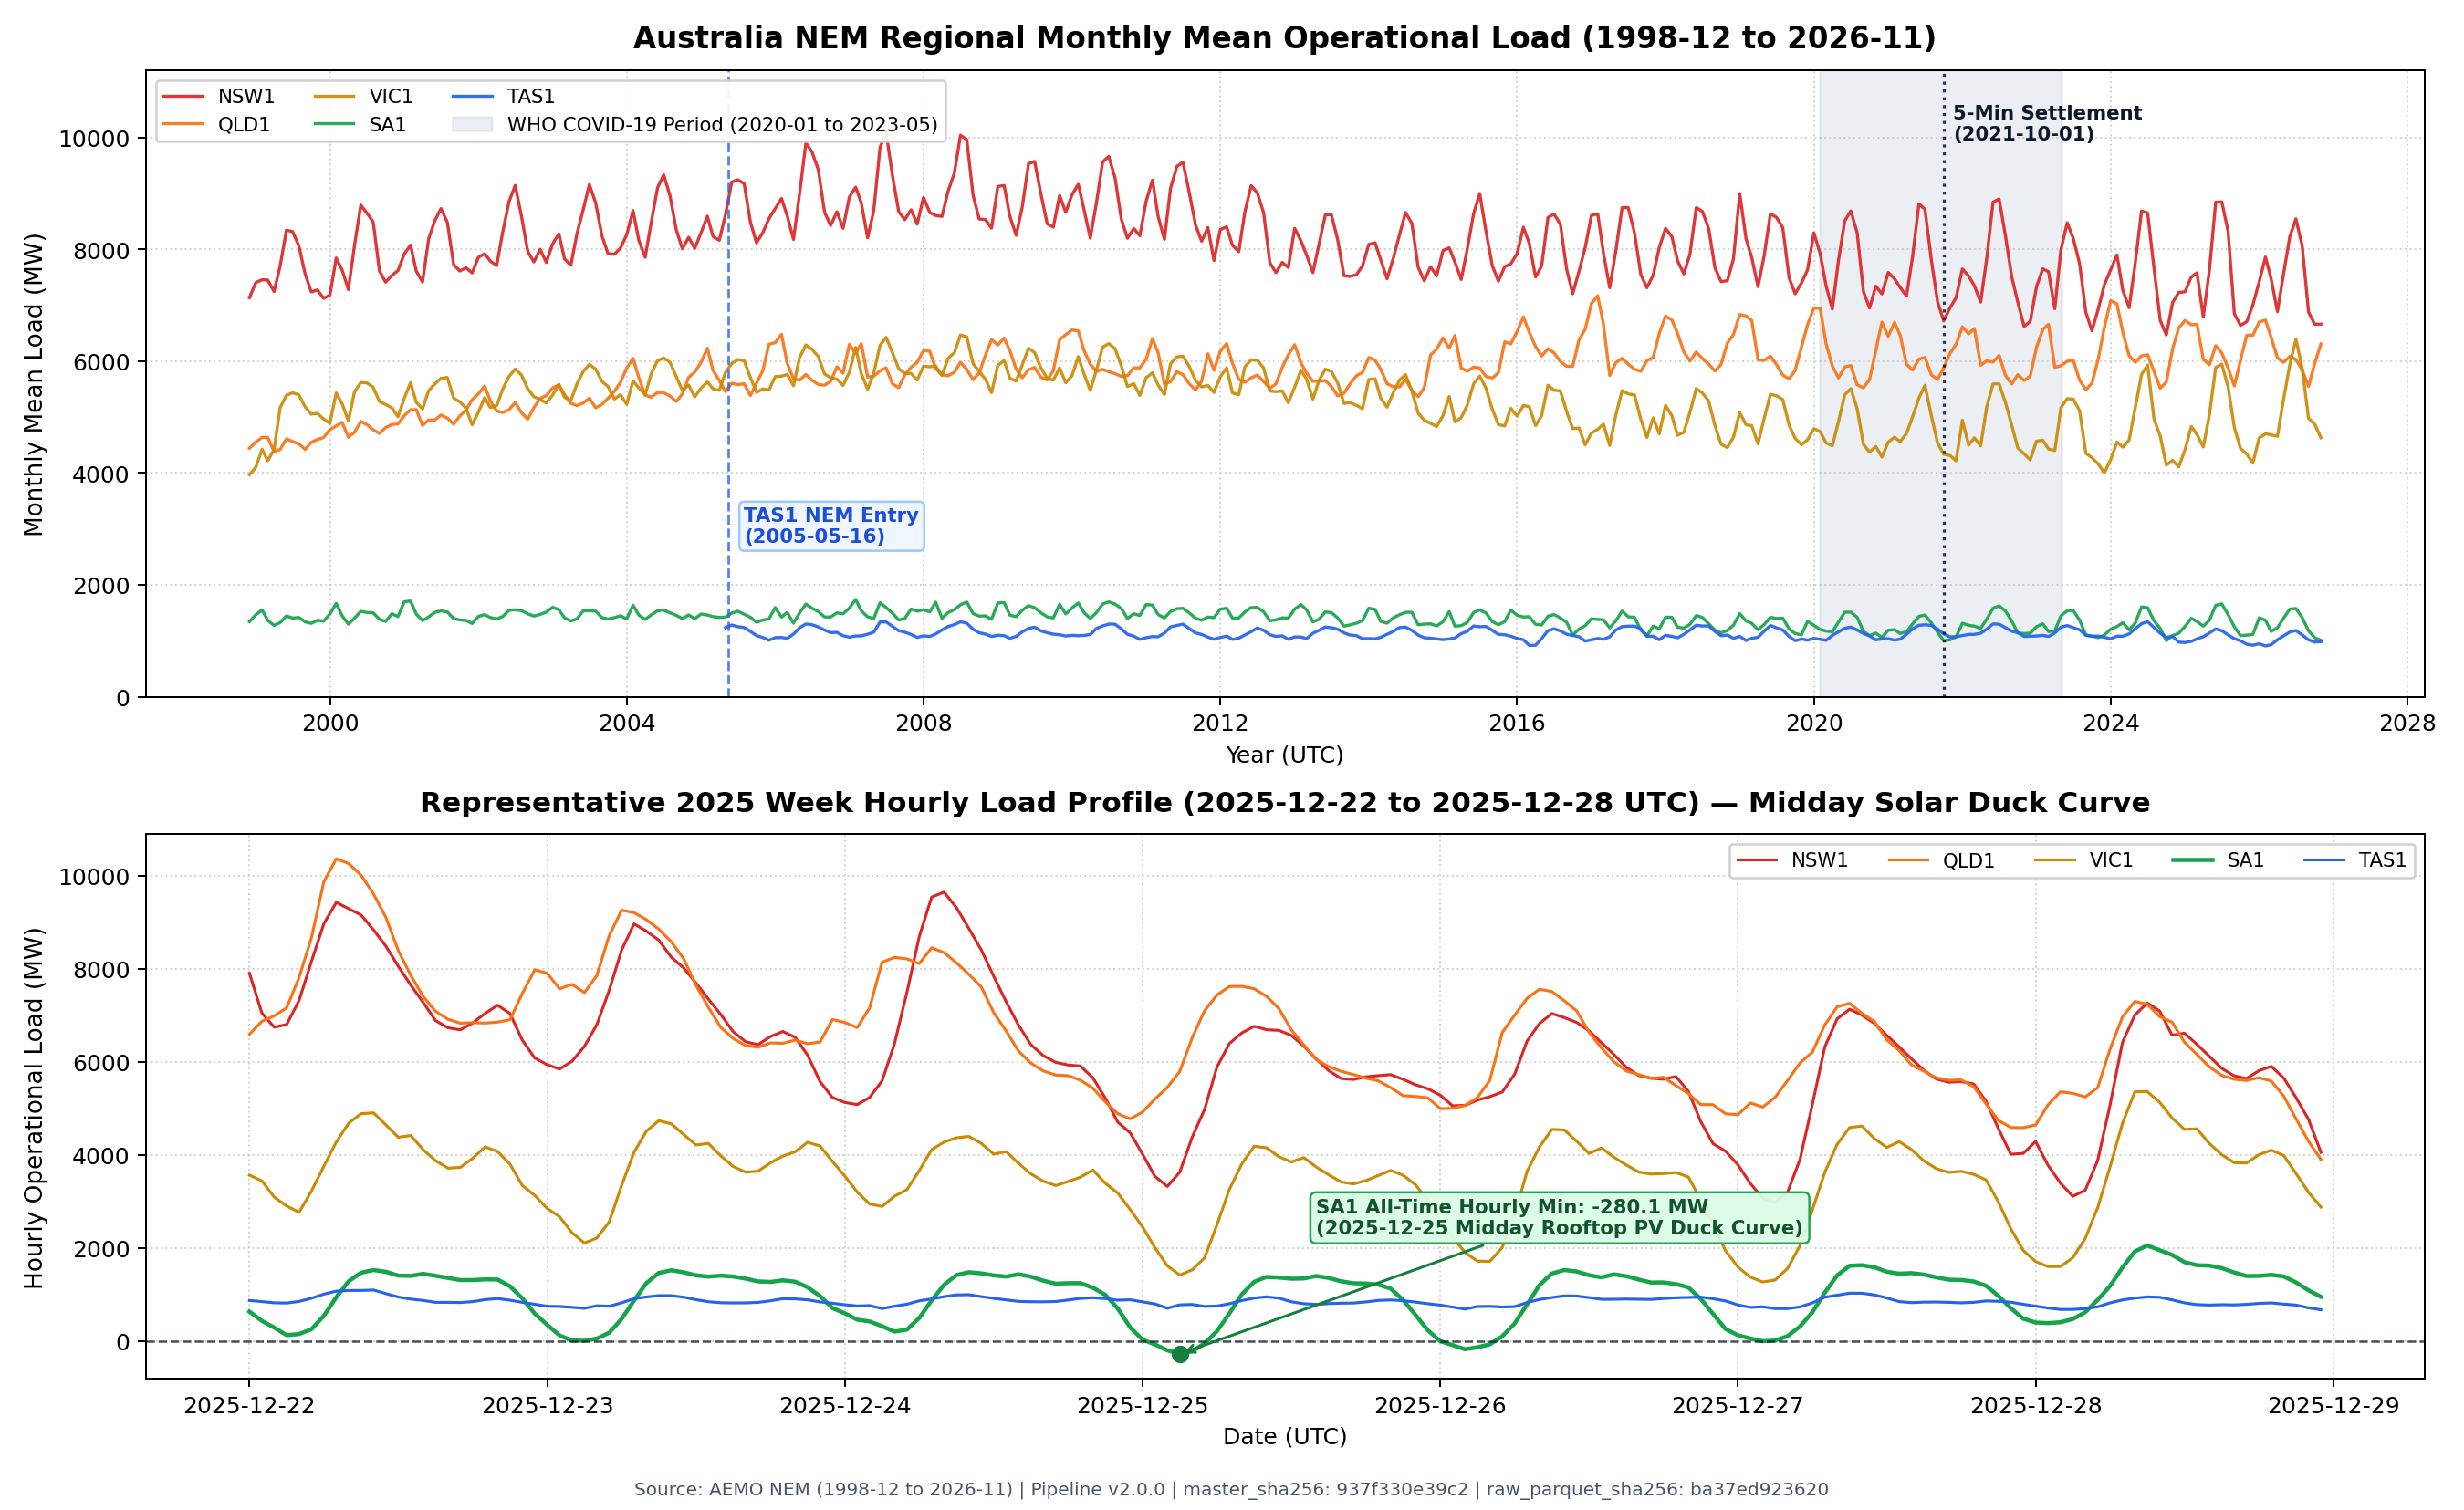 Australia NEM Regional Monthly Mean Operational Load (1998-12 to 2026-11)
NSW1
QLD1
VIC1
SA1
TAS1
WHO COVID-19 Period (2020-01 to 2023-05)
5-Min Settlement
(2021-10-01)
TAS1 NEM Entry
(2005-05-16)
Monthly Mean Load (MW)
10000
8000
6000
4000
2000
0
2000
2004
2008
2012
2016
2020
2024
2028
Year (UTC)
Representative 2025 Week Hourly Load Profile (2025-12-22 to 2025-12-28 UTC) — Midday Solar Duck Curve
NSW1
QLD1
VIC1
SA1
TAS1
SA1 All-Time Hourly Min: -280.1 MW
(2025-12-25 Midday Rooftop PV Duck Curve)
Hourly Operational Load (MW)
10000
8000
6000
4000
2000
0
2025-12-22
2025-12-23
2025-12-24
2025-12-25
2025-12-26
2025-12-27
2025-12-28
2025-12-29
Date (UTC)
Source: AEMO NEM (1998-12 to 2026-11) | Pipeline v2.0.0 | master_sha256: 937f330e39c2 | raw_parquet_sha256: ba37ed923620